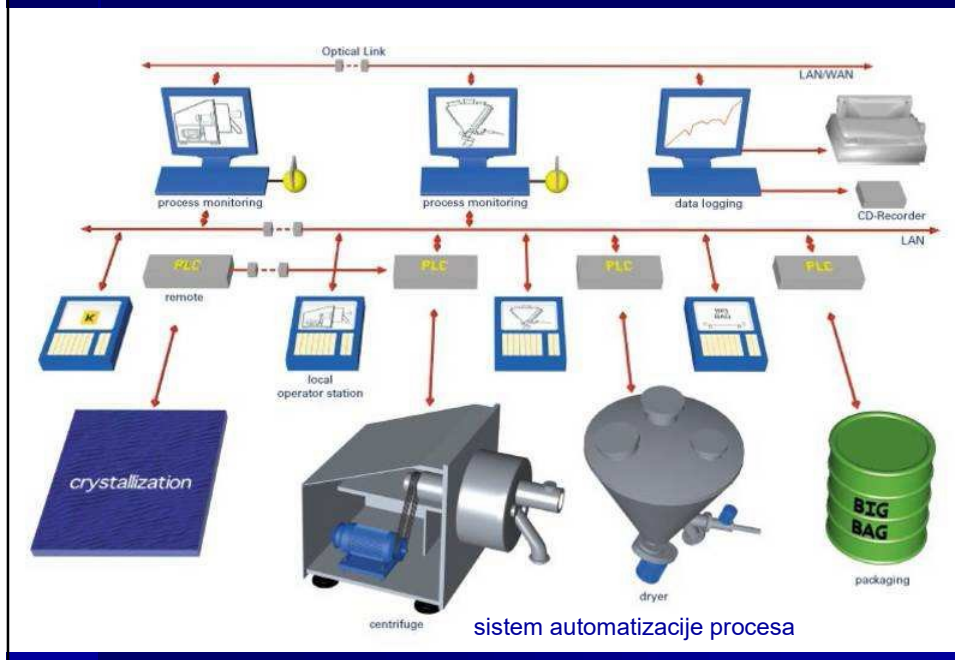 Optical Link
LAN/WAN
process monitoring
process monitoring
data logging
CD-Recorder
LAN
PLC
PLC
PLC
PLC
remote
K
BIG
BAG
local
operator station
crystallization
BIG
BAG
packaging
dryer
centrifuge
sistem automatizacije procesa